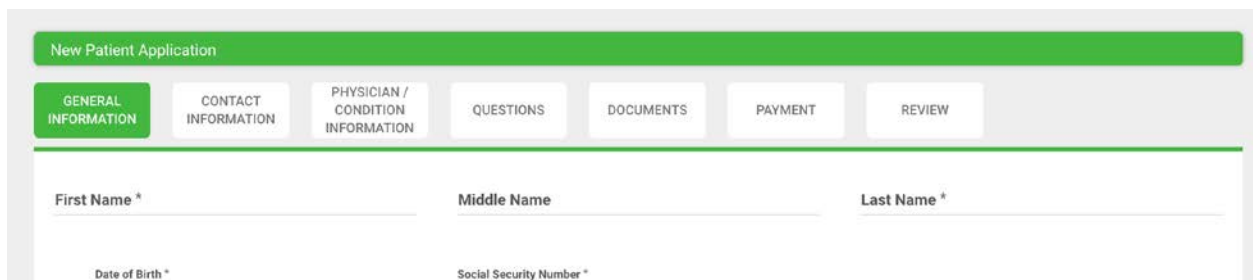 New Patient Application
GENERAL
INFORMATION
CONTACT
INFORMATION
PHYSICIAN /
CONDITION
INFORMATION
QUESTIONS
DOCUMENTS
PAYMENT
REVIEW
First Name *
Middle Name
Last Name *
Date of Birth *
Social Security Number *